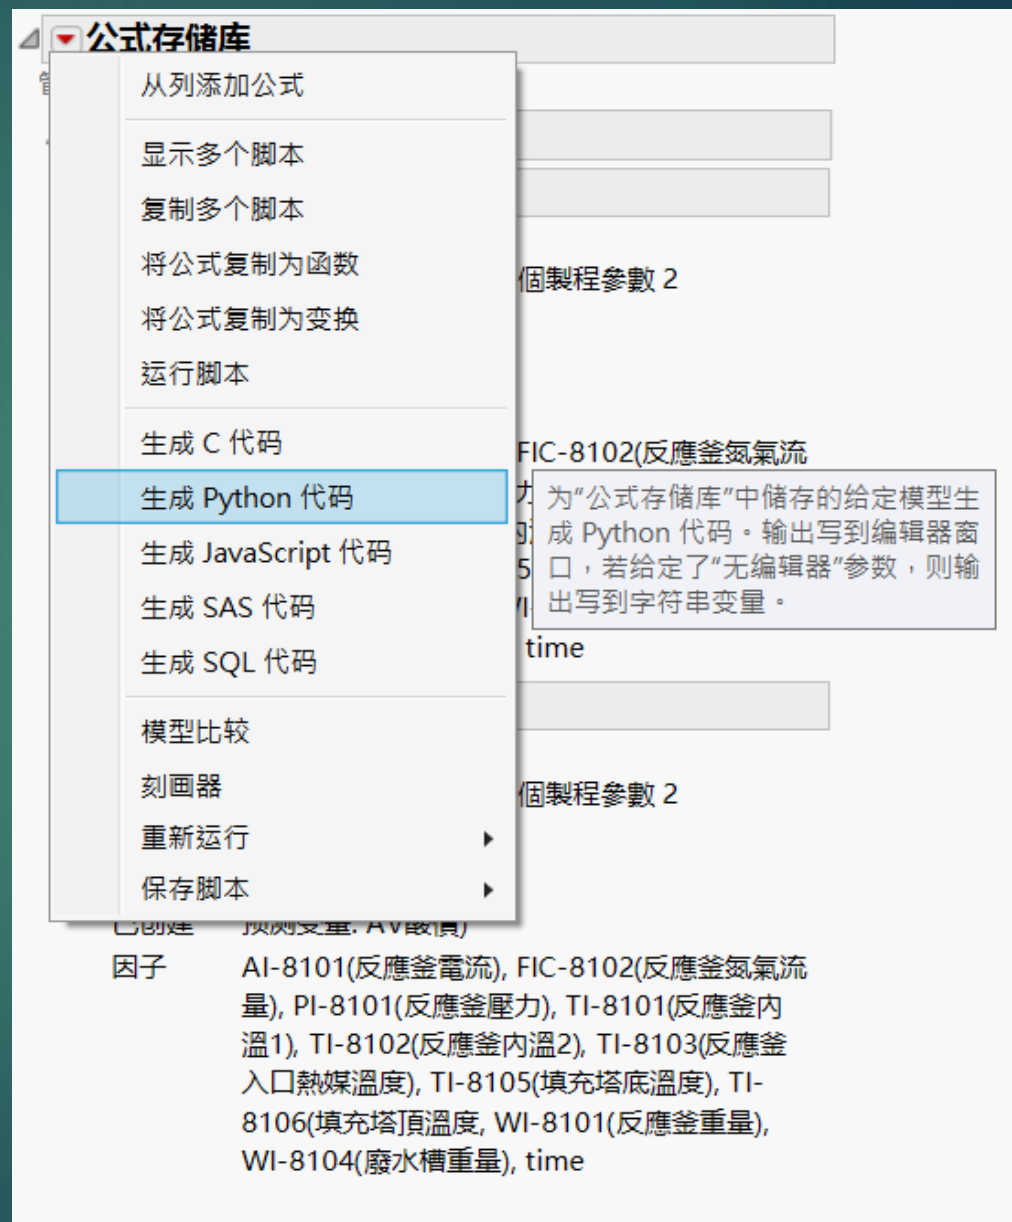 公式存储库
从列添加公式
显示多个脚本
复制多个脚本
将公式复制为函数
個製程參數 2
将公式复制为变换
运行脚本
生成 C 代码
FIC-8102(反應釜氮氣流
生成 Python 代码
为“公式存储库”中储存的给定模型生
成 Python 代码。输出写到编辑器窗
口，若给定了“无编辑器”参数，则输
出写到字符串变量。
生成 JavaScript 代码
生成 SAS 代码
time
生成 SQL 代码
模型比较
刻画器
個製程參數 2
重新运行
保存脚本
已创建 预测变量: AV酸價)
因子 AI-8101(反應釜電流), FIC-8102(反應釜氮氣流
量), PI-8101(反應釜壓力), TI-8101(反應釜內
溫1), TI-8102(反應釜內溫2), TI-8103(反應釜
入口熱媒溫度), TI-8105(填充塔底溫度), TI-
8106(填充塔頂溫度, WI-8101(反應釜重量),
WI-8104(廢水槽重量), time